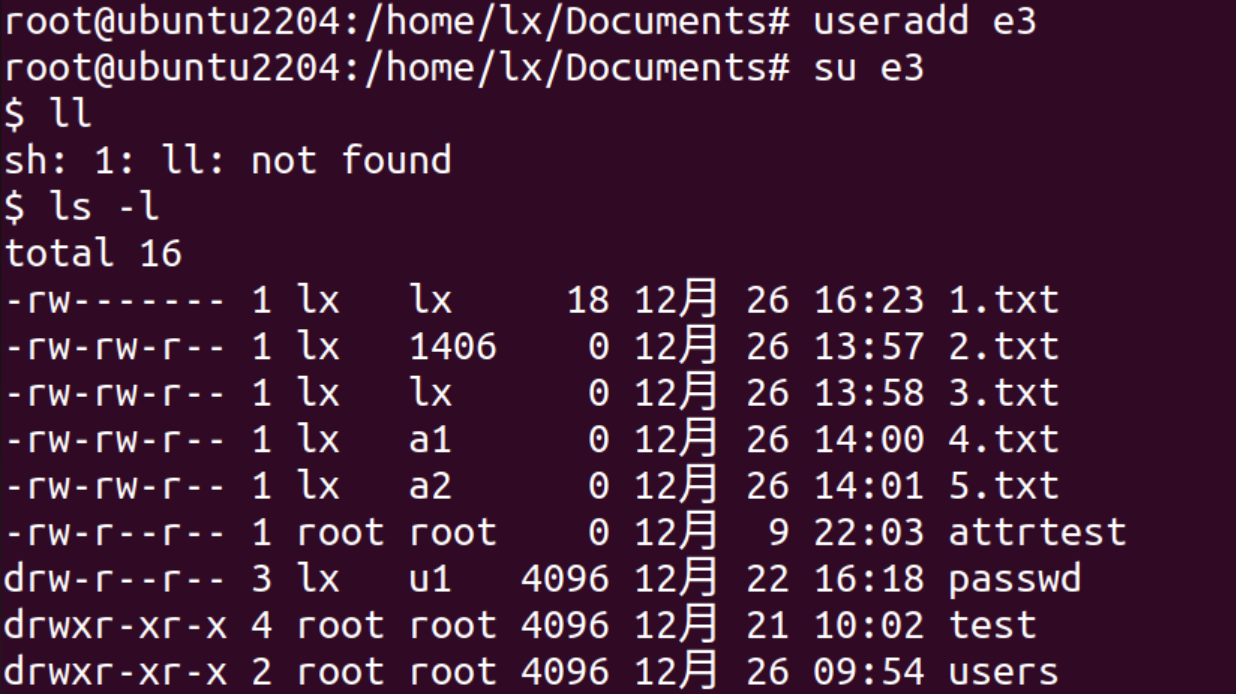 root@ubuntu2204:/home/lx/Documents# useradd e3
root@ubuntu2204:/home/lx/Documents# su e3
$ ll
sh: 1: ll: not found
$ ls -l
total 16
-rw------- 1 lx   lx     18 12月 26 16:23 1.txt
-rw-rw-r-- 1 lx   1406    0 12月 26 13:57 2.txt
-rw-rw-r-- 1 lx   lx      0 12月 26 13:58 3.txt
-rw-rw-r-- 1 lx   a1      0 12月 26 14:00 4.txt
-rw-rw-r-- 1 lx   a2      0 12月 26 14:01 5.txt
-rw-r--r-- 1 root root    0 12月  9 22:03 attrtest
drw-r--r-- 3 lx   u1   4096 12月 22 16:18 passwd
drwxr-xr-x 4 root root 4096 12月 21 10:02 test
drwxr-xr-x 2 root root 4096 12月 26 09:54 users